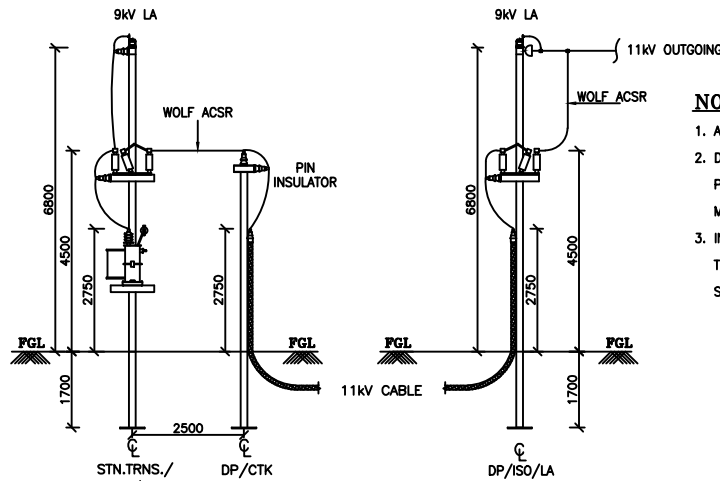 9kV LA
9kV LA
11kV OUTGOING
WOLF ACSR
WOLF ACSR
NO
1. A
2. D
P
M
3. IN
T
S
PIN
INSULATOR
6800
4500
2750
2750
6800
2750
4500
FGL
FGL
FGL
FGL
1700
1700
11kV CABLE
2500
℄
℄
℄
STN.TRNS./
DP/CTK
DP/ISO/LA